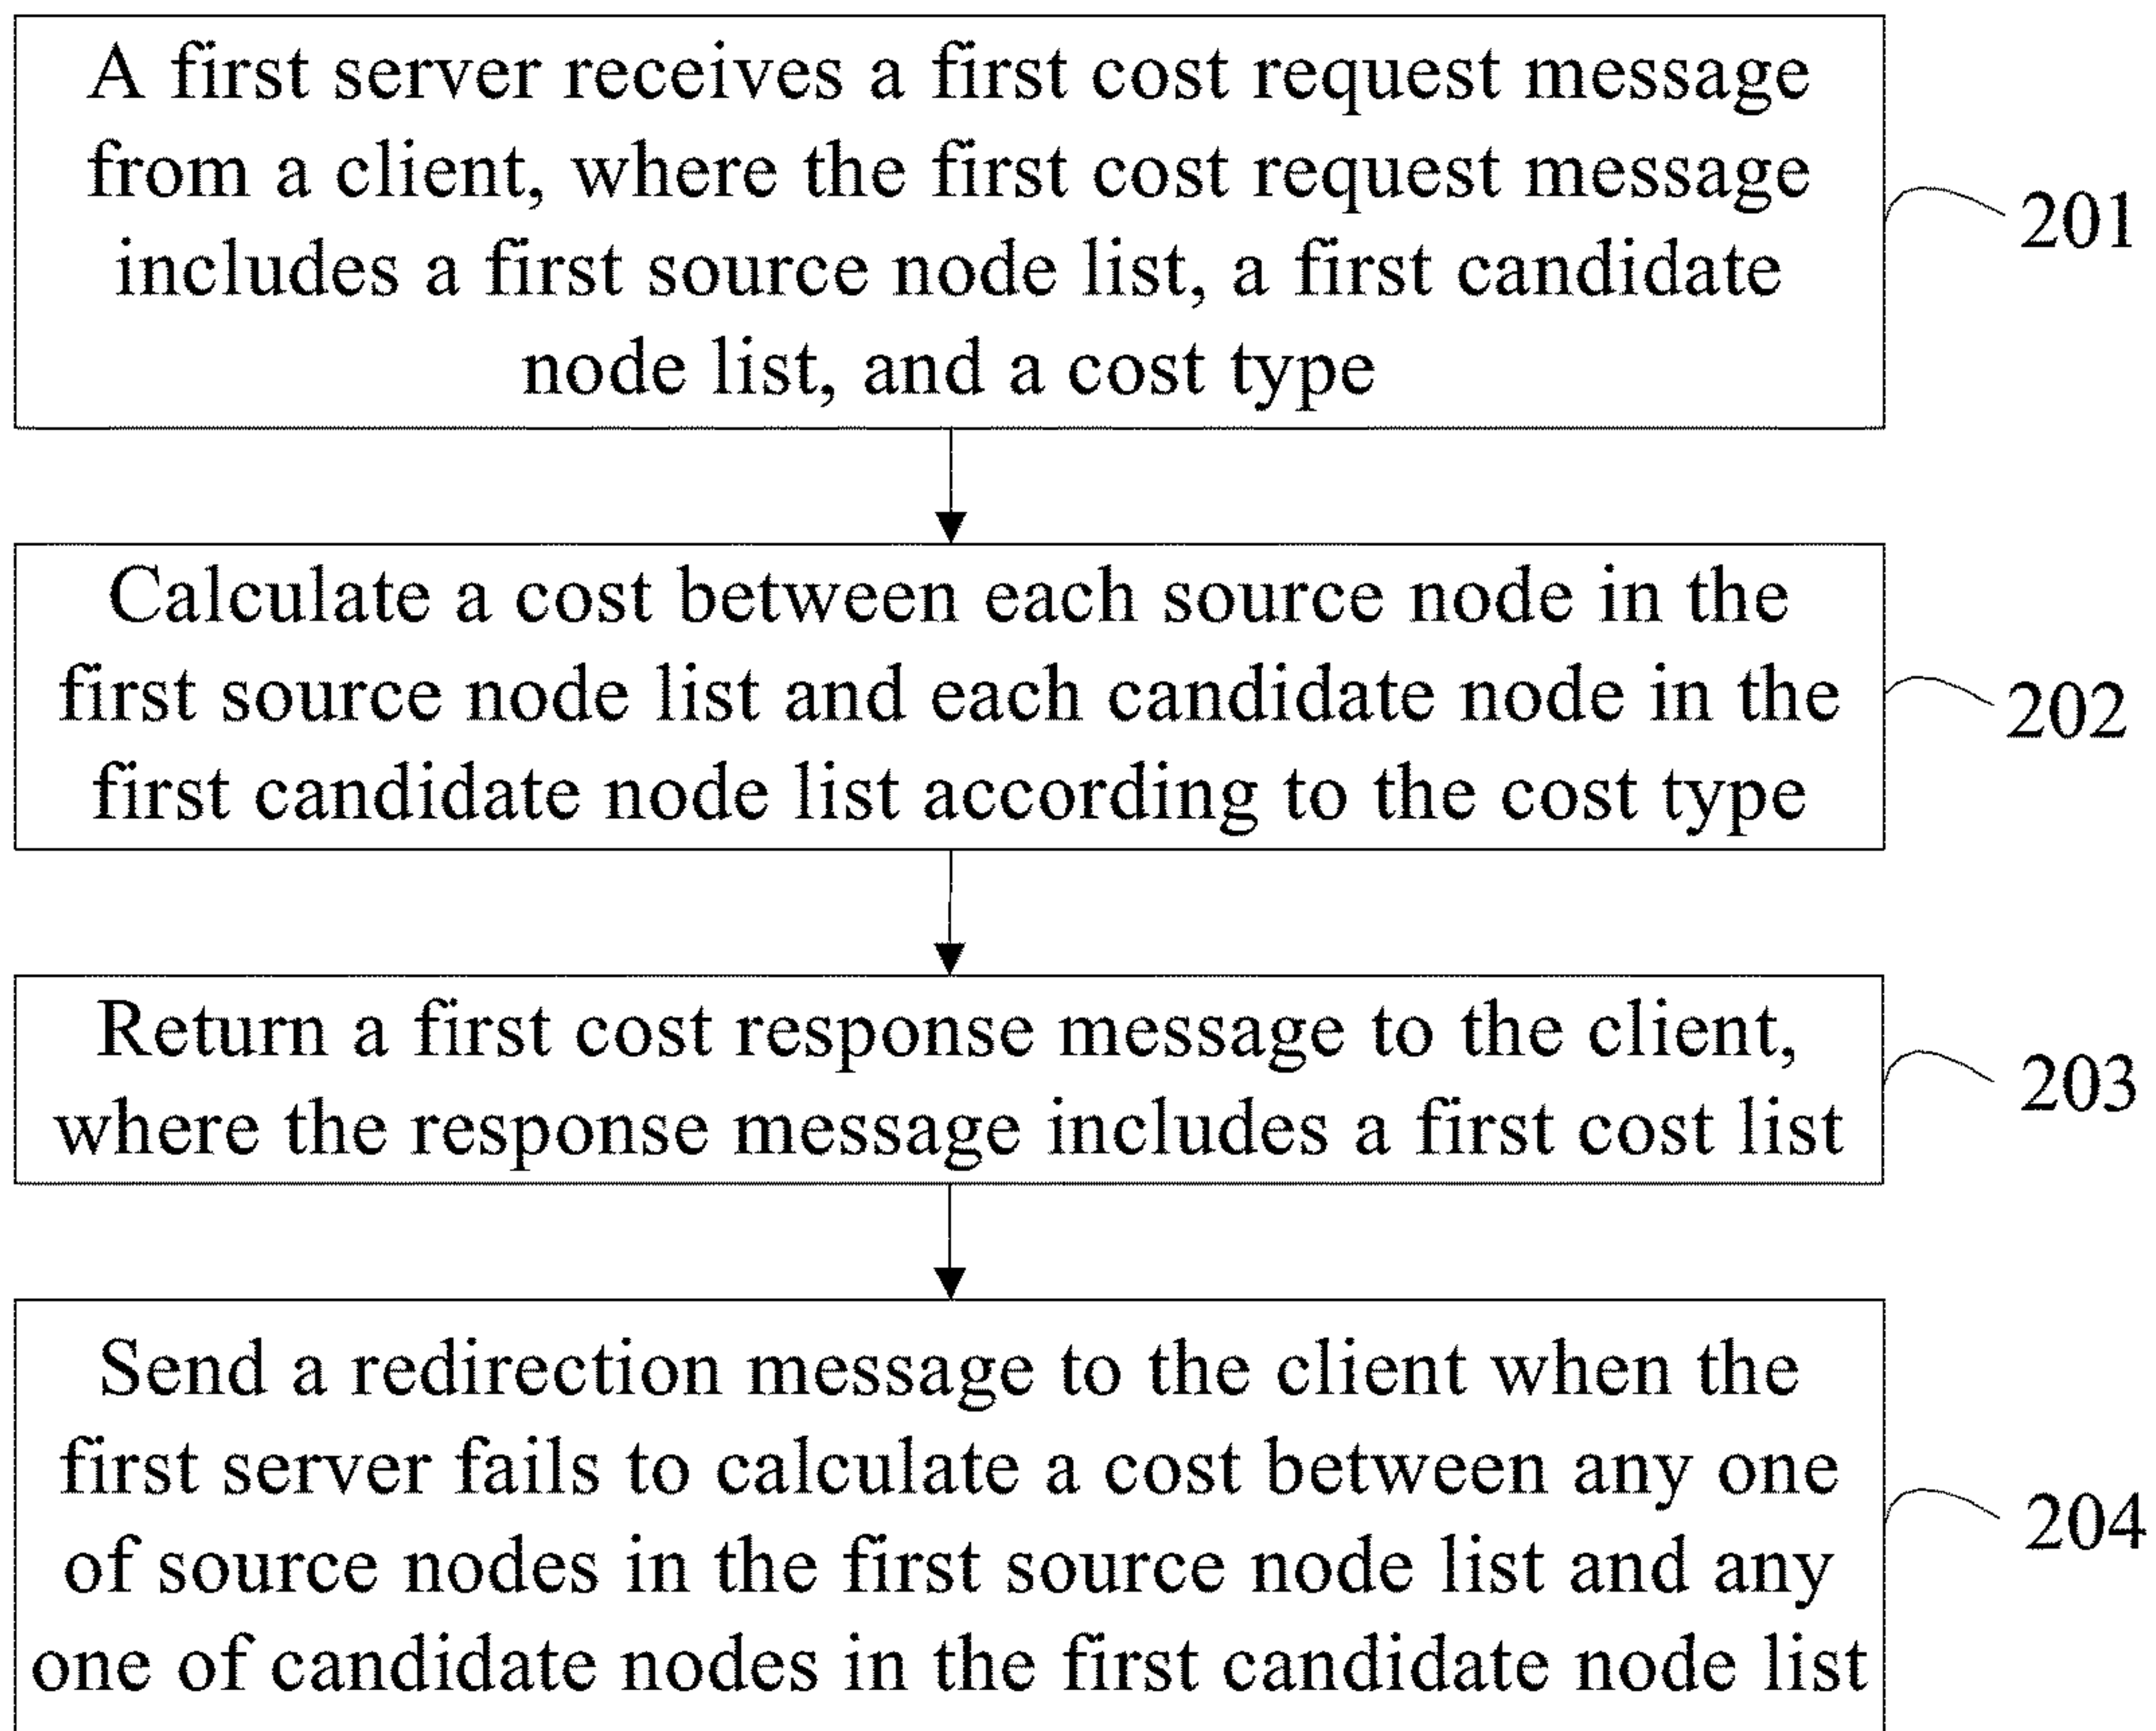 A first server receives a first cost request message
from a client, where the first cost request message
includes a first source node list, a first candidate
node list, and a cost type
201
Calculate a cost between each source node in the
first source node list and each candidate node in the
first candidate node list according to the cost type
202
Return a first cost response message to the client,
where the response message includes a first cost list
203
Send a redirection message to the client when the
first server fails to calculate a cost between any one
of source nodes in the first source node list and any
one of candidate nodes in the first candidate node list
204